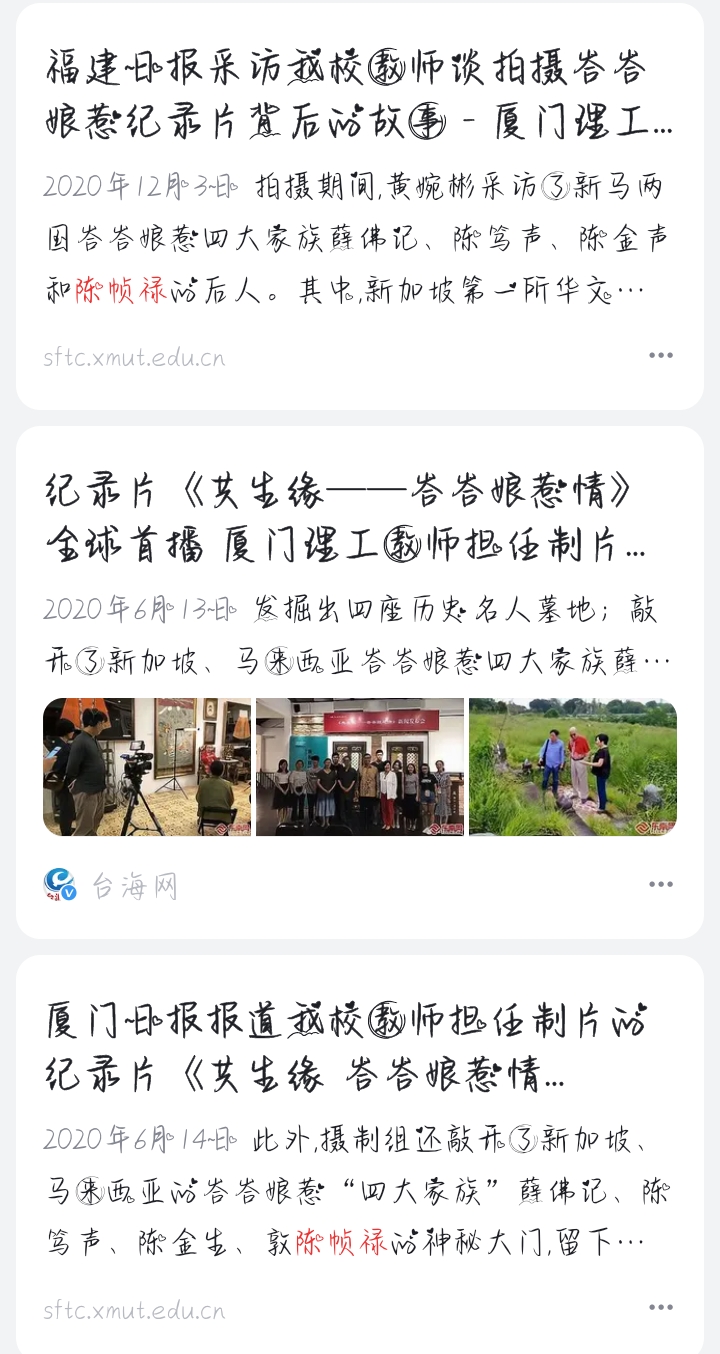 福建日报采访我校教师谈拍摄峇峇
娘惹纪录片背后的故事 - 厦门理工...
2020年12月3日 拍摄期间,黄婉彬采访了新马两
国峇峇娘惹四大家族薛佛记、陈笃声、陈金声
和陈帧禄的后人。其中,新加坡第一所华文···
sftc.xmut.edu.cn
纪录片《共生缘——峇峇娘惹情》
全球首播 厦门理工教师担任制片...
2020年6月13日 发掘出四座历史名人墓地；敲
开了新加坡、马来西亚峇峇娘惹四大家族薛···
台海网
厦门日报报道我校教师担任制片的
纪录片《共生缘 峇峇娘惹情...
2020年6月14日 此外,摄制组还敲开了新加坡、
马来西亚的峇峇娘惹“四大家族”薛佛记、陈
笃声、陈金生、敦陈帧禄的神秘大门,留下···
sftc.xmut.edu.cn